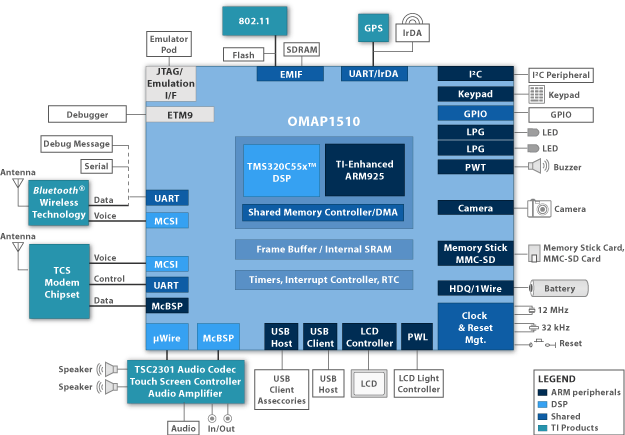 802.11
GPS
IrDA
Emulator
Pod
Flash
SDRAM
JTAG/
Emulation
I/F
EMIF
UART/IrDA
I²C
I²C Peripheral
Keypad
Keypad
Debugger
ETM9
GPIO
GPIO
OMAP1510
LPG
LED
Debug Message
LPG
LED
Serial
TMS320C55x™
DSP
TI-Enhanced
ARM925
PWT
Buzzer
Antenna
Bluetooth®
Wireless
Technology
Data
Voice
UART
MCSI
Shared Memory Controller/DMA
Camera
Camera
Antenna
Frame Buffer / Internal SRAM
Memory Stick
MMC-SD
Memory Stick Card,
MMC-SD Card
TCS
Modem
Chipset
Voice
Control
Data
MCSI
UART
McBSP
Timers, Interrupt Controller, RTC
HDQ/1Wire
Battery
Clock
& Reset
Mgt.
12 MHz
32 kHz
Reset
µWire
McBSP
USB
Host
USB
Client
LCD
Controller
PWL
Speaker
Speaker
TSC2301 Audio Codec
Touch Screen Controller
Audio Amplifier
USB
Client
Asseccories
USB
Host
LCD
LCD Light
Controller
Audio
In/Out
LEGEND
ARM peripherals
DSP
Shared
TI Products